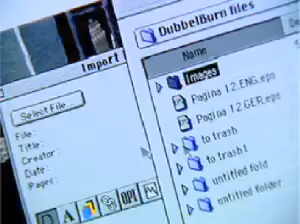 DubbelBurn files
Import
Name
Select File...
Images
Pagina 12.ENG.eps
File :
Pagina 12.GER.eps
Title :
to trash
Creator:
to trash1
Date:
untitled fold
Pages:
untitled folder
D A OPI